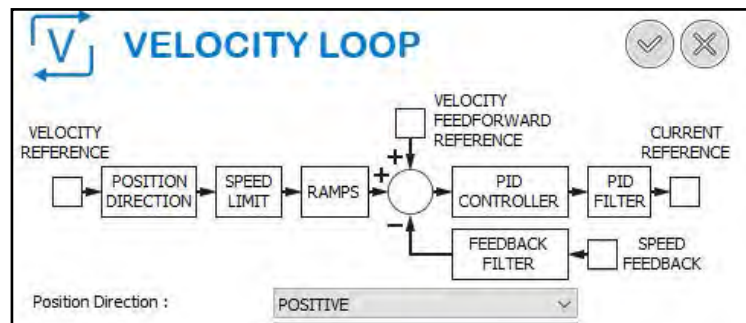 V VELOCITY LOOP
VELOCITY
FEEDFORWARD
REFERENCE
VELOCITY
REFERENCE
CURRENT
REFERENCE
POSITION
DIRECTION
SPEED
LIMIT
RAMPS
+
+
PID
CONTROLLER
PID
FILTER
−
FEEDBACK
FILTER
SPEED
FEEDBACK
Position Direction :
POSITIVE